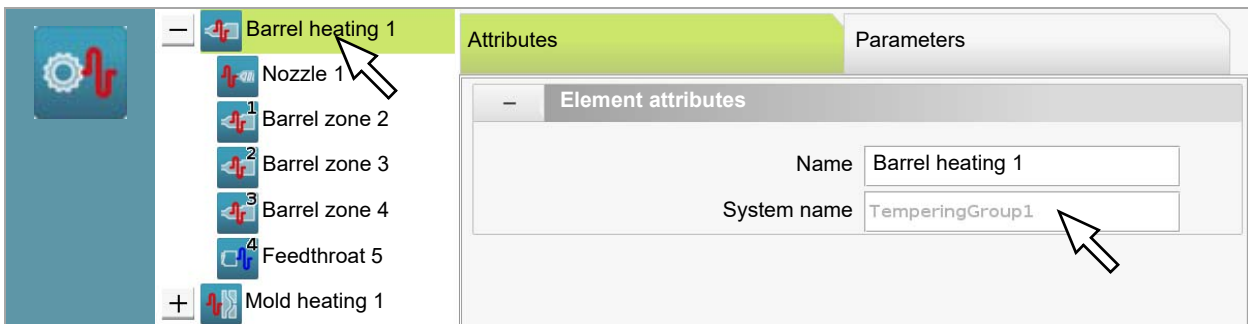 Barrel heating 1
Nozzle 1
1
Barrel zone 2
2
Barrel zone 3
3
Barrel zone 4
4
Feedthroat 5
Mold heating 1
Attributes
Parameters
Element attributes
Name Barrel heating 1
System name TemperingGroup1